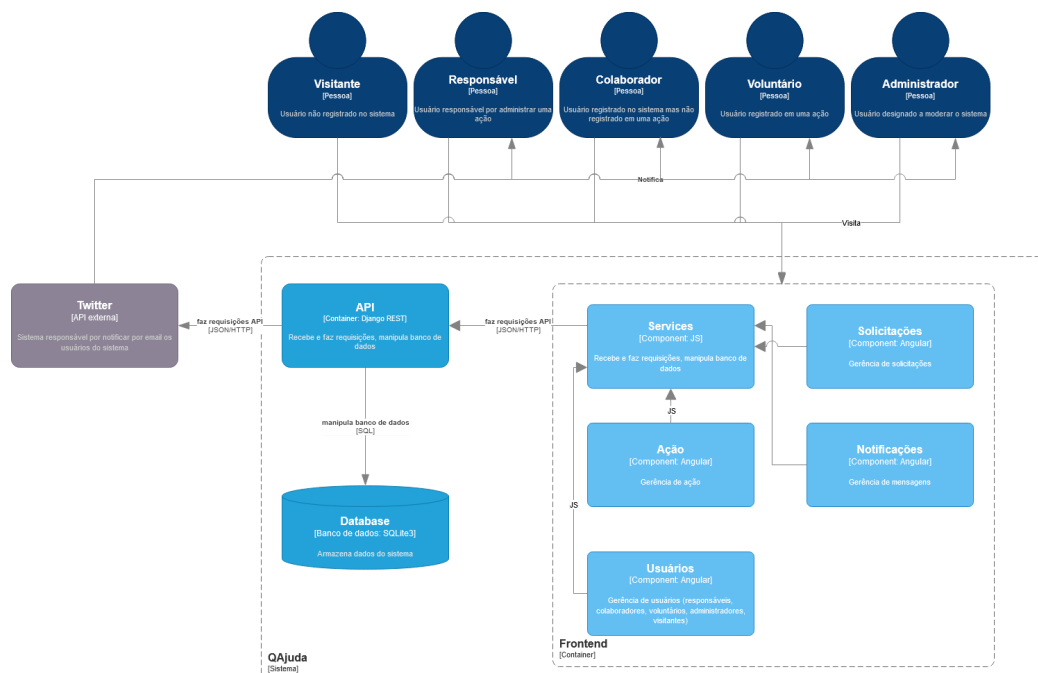 Visitante
[Pessoa]
Usuário não registrado no sistema
Responsável
[Pessoa]
Usuário responsável por administrar uma
ação
Colaborador
[Pessoa]
Usuário registrado no sistema mas não
registrado em uma ação
Voluntário
[Pessoa]
Usuário registrado em uma ação
Administrador
[Pessoa]
Usuário designado a moderar o sistema
Notifica
Visita
Twitter
[API externa]
Sistema responsável por notificar por email os
usuários do sistema
faz requisições API
[JSON/HTTP]
API
[Container: Django REST]
Recebe e faz requisições, manipula banco de
dados
faz requisições API
[JSON/HTTP]
Services
[Component: JS]
Recebe e faz requisições, manipula banco de
dados
Solicitações
[Component: Angular]
Gerência de solicitações
manipula banco de dados
[SQL]
JS
Ação
[Component: Angular]
Gerência de ação
Notificações
[Component: Angular]
Gerência de mensagens
JS
Database
[Banco de dados: SQLite3]
Armazena dados do sistema
Usuários
[Component: Angular]
Gerência de usuários (responsáveis,
colaboradores, voluntários, administradores,
visitantes)
Frontend
[Container]
QAjuda
[Sistema]